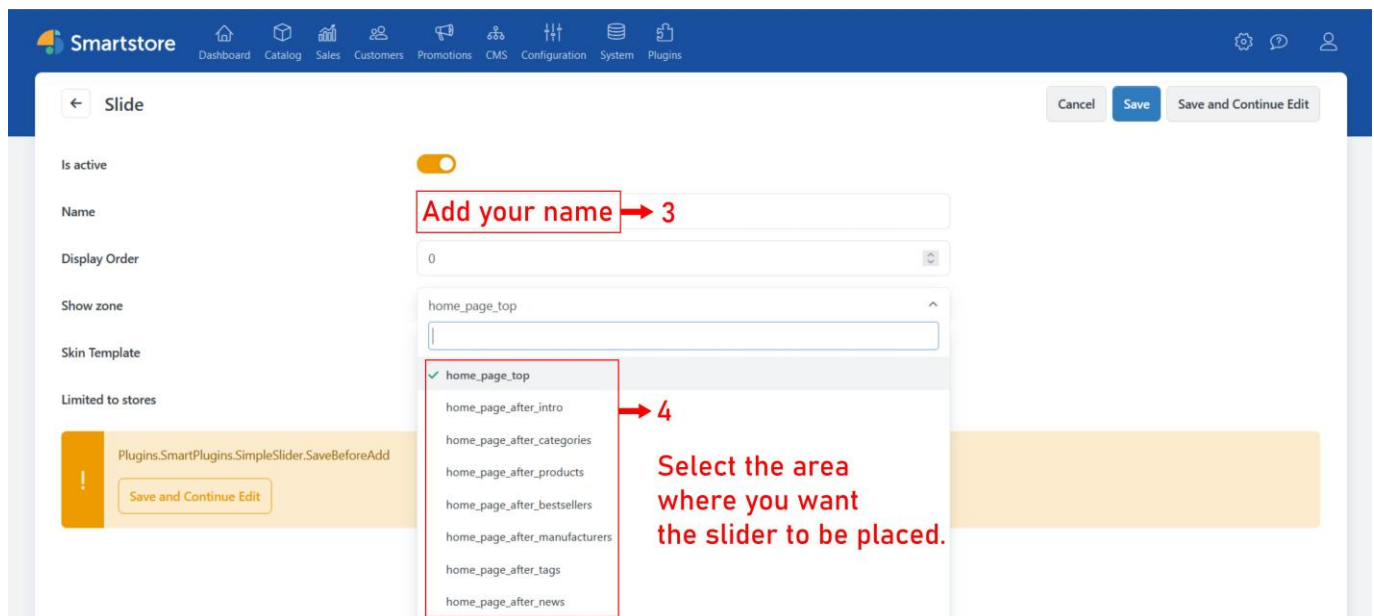 Smartstore
Dashboard Catalog Sales Customers Promotions CMS Configuration System Plugins
Slide
Cancel Save Save and Continue Edit
Is active
Name Add your name 3
Display Order 0
Show zone home_page_top
Skin Template
home_page_top
Limited to stores
home_page_after_intro 4
home_page_after_categories
Plugins.SmartPlugins.SimpleSlider.SaveBeforeAdd
home_page_after_products
! Save and Continue Edit
home_page_after_bestsellers
home_page_after_manufacturers
home_page_after_tags
home_page_after_news
Select the area
where you want
the slider to be placed.